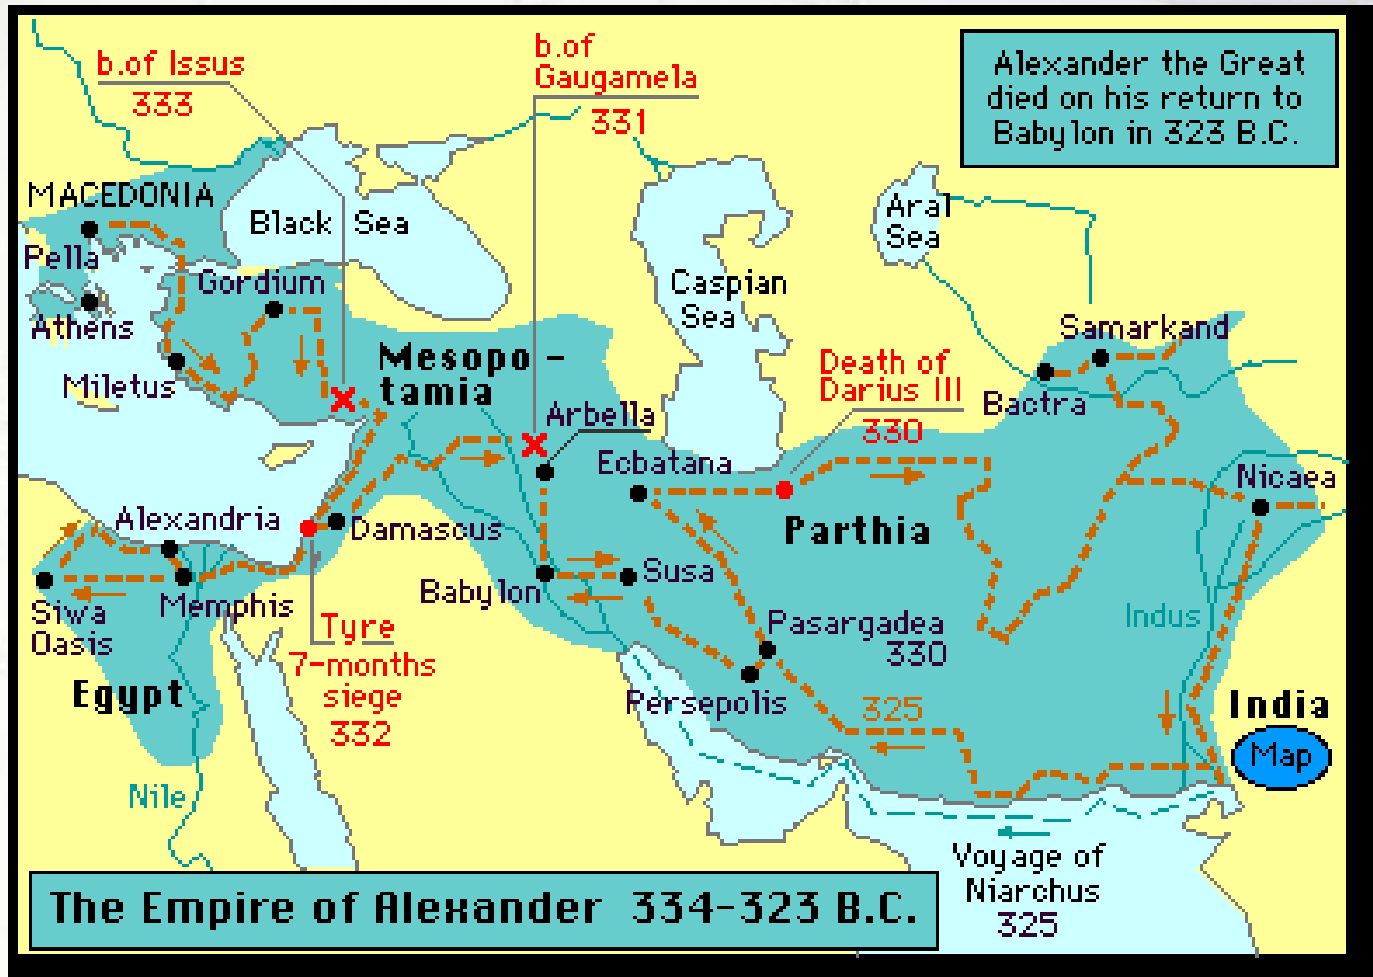 b.of Issus
333
b.of
Gaugamela
331
Alexander the Great
died on his return to
Babylon in 323 B.C.
MACEDONIA
Black Sea
Aral
Sea
Pella
Gordium
Caspian
Sea
Athens
Samarkand
Miletus
Mesopo -
tamia
Death of
Darius III
330
Bactra
Arbella
Ecbatana
Nicaea
Alexandria
Damascus
Parthia
Babylon
Susa
Siwa
Oasis
Memphis
Indus
Tyre
7-months
siege
332
Pasargadea
330
Egypt
Persepolis
325
India
Map
Nile
Voyage of
Niarchus
325
The Empire of Alexander 334-323 B.C.